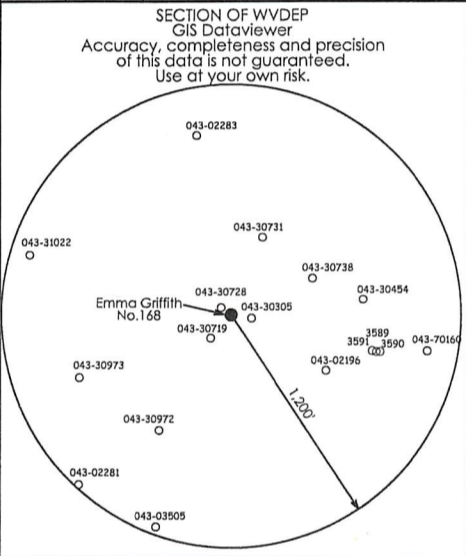 SECTION OF WVDEP
GIS Dataviewer
Accuracy, completeness and precision
of this data is not guaranteed.
Use at your own risk.
043-02283
043-30731
043-31022
043-30738
043-30728
043-30454
Emma Griffith
No.168
043-30305
043-30719
3589
3591
3590
043-70160
043-02196
043-30973
1,200'
043-30972
043-02281
043-03505